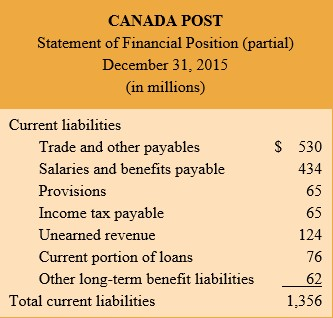 CANADA POST
Statement of Financial Position (partial)
December 31, 2015
(in millions)
Current liabilities
Trade and other payables $ 530
Salaries and benefits payable 434
Provisions 65
Income tax payable 65
Unearned revenue 124
Current portion of loans 76
Other long-term benefit liabilities 62
Total current liabilities 1,356